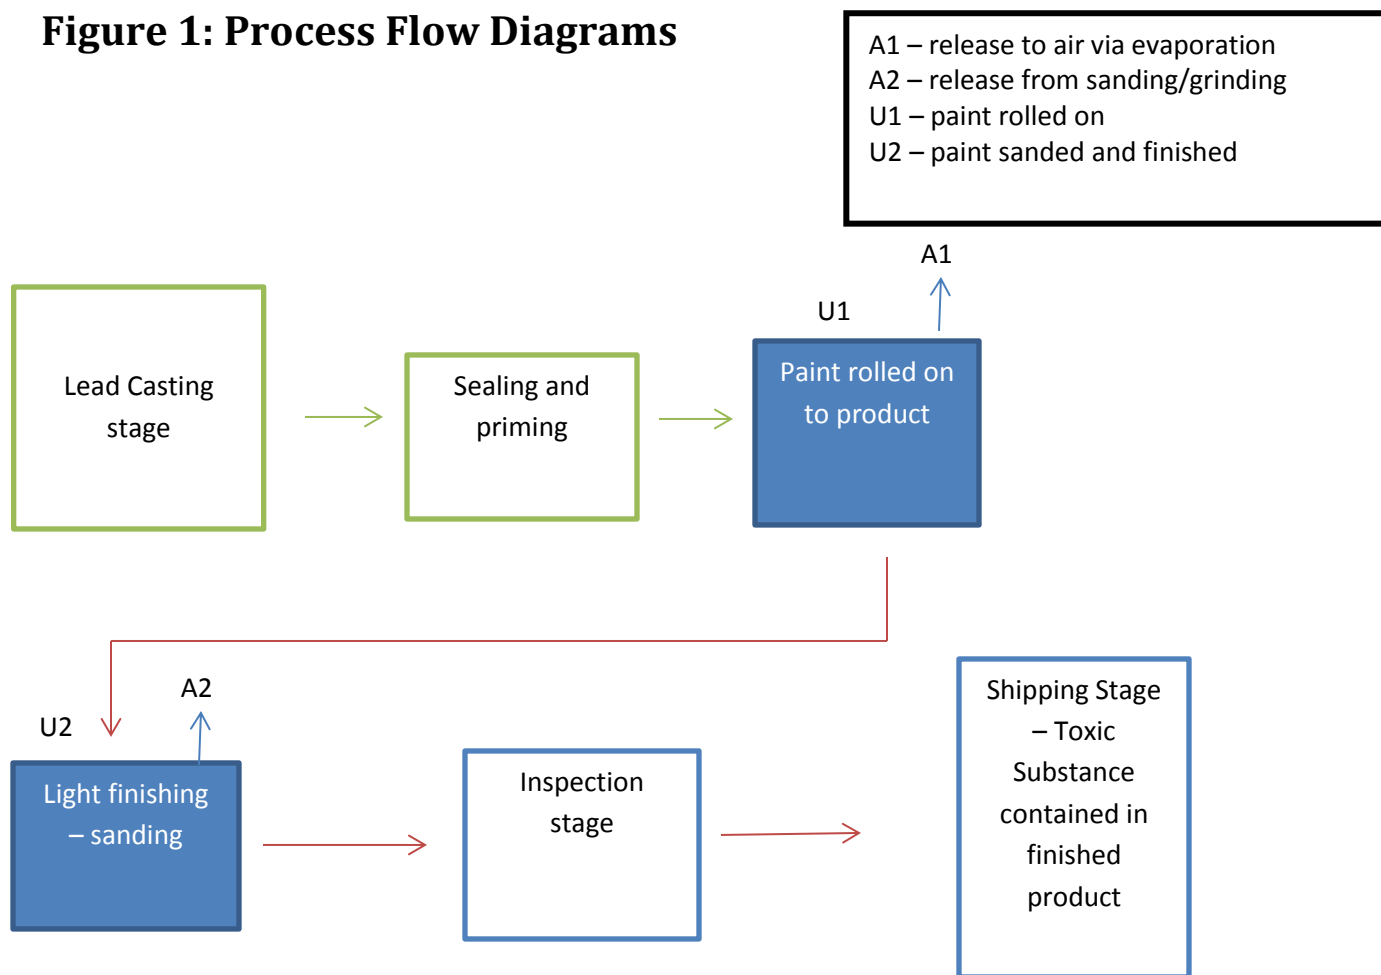 Figure 1: Process Flow Diagrams
A1 – release to air via evaporation
A2 – release from sanding/grinding
U1 – paint rolled on
U2 – paint sanded and finished
A1
U1
Lead Casting
stage
Sealing and
priming
Paint rolled on
to product
A2
U2
Light finishing
– sanding
Inspection
stage
Shipping Stage
– Toxic
Substance
contained in
finished
product